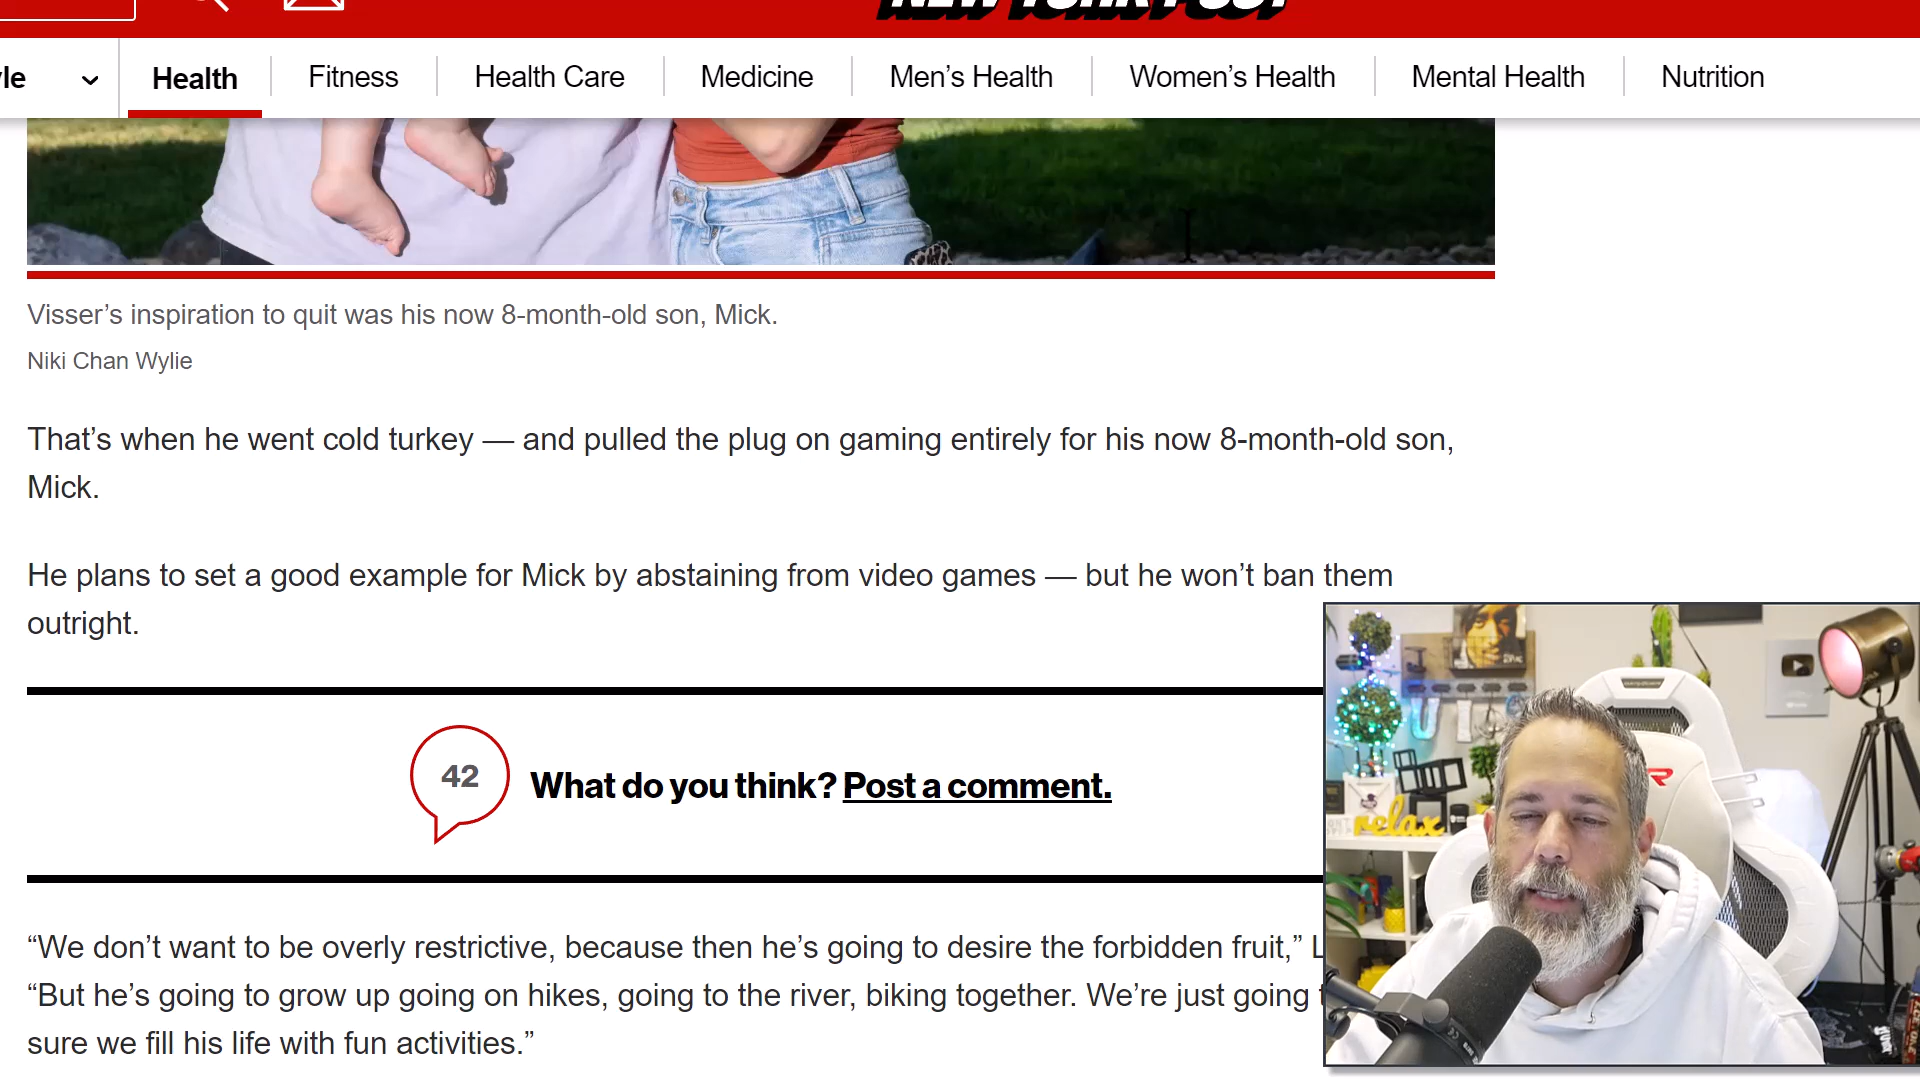 NEW YORK POST
Health
Fitness
Health Care
Medicine
Men’s Health
Women’s Health
Mental Health
Nutrition
Visser’s inspiration to quit was his now 8-month-old son, Mick.
Niki Chan Wylie
That’s when he went cold turkey — and pulled the plug on gaming entirely for his now 8-month-old son,
Mick.
He plans to set a good example for Mick by abstaining from video games — but he won’t ban them
outright.
42
What do you think? Post a comment.
“We don’t want to be overly restrictive, because then he’s going to desire the forbidden fruit,”
“But he’s going to grow up going on hikes, going to the river, biking together. We’re just going
sure we fill his life with fun activities.”
relax